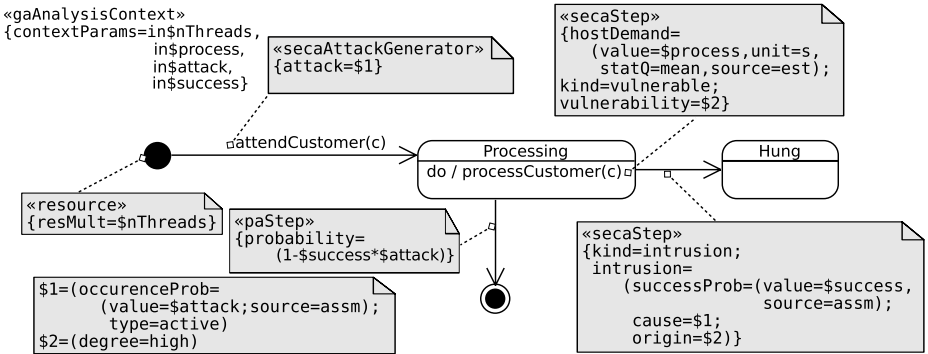 «gaAnalysisContext»
{contextParams=in$nThreads,
in$process,
in$attack,
in$success}
«secaAttackGenerator»
{attack=$1}
«secaStep»
{hostDemand=
(value=$process,unit=s,
statQ=mean,source=est);
kind=vulnerable;
vulnerability=$2}
attendCustomer(c)
Processing
do / processCustomer(c)
Hung
«resource»
{resMult=$nThreads}
«paStep»
{probability=
(1-$success*$attack)}
«secaStep»
{kind=intrusion;
intrusion=
(successProb=(value=$success,
source=assm);
cause=$1;
origin=$2)}
$1=(occurenceProb=
(value=$attack;source=assm);
type=active)
$2=(degree=high)